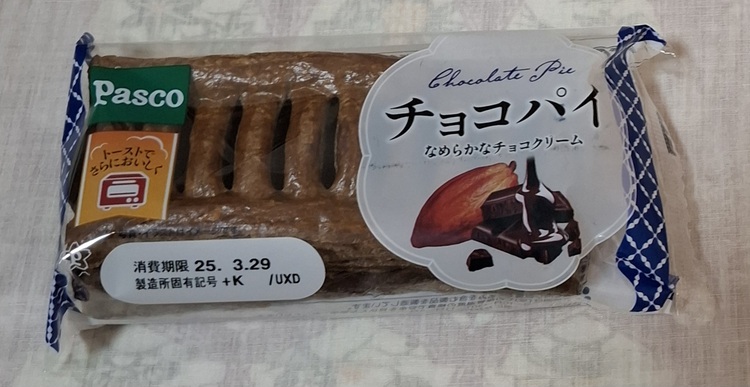 Pasco
トーストで
さらにおいしく
Chocolate Pie
チョコパイ
なめらかなチョコクリーム
消費期限 25. 3.29
製造所固有記号 +K /UXD